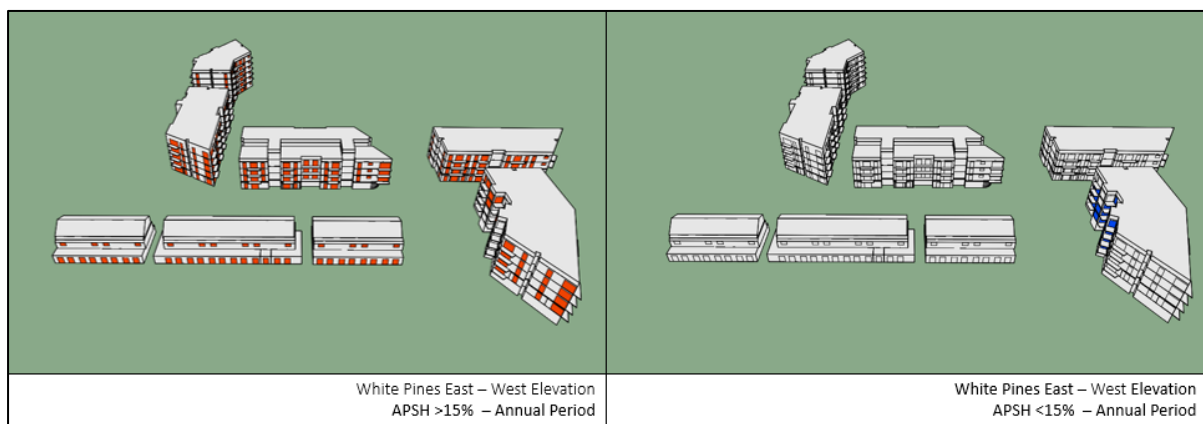 White Pines East – West Elevation
APSH >15%  – Annual Period
White Pines East – West Elevation
APSH <15%  – Annual Period